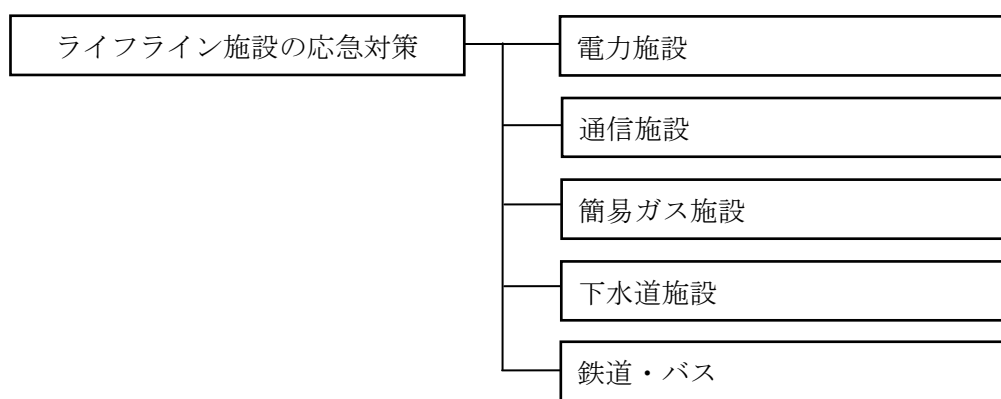 ライフライン施設の応急対策
電力施設
通信施設
簡易ガス施設
下水道施設
鉄道・バス